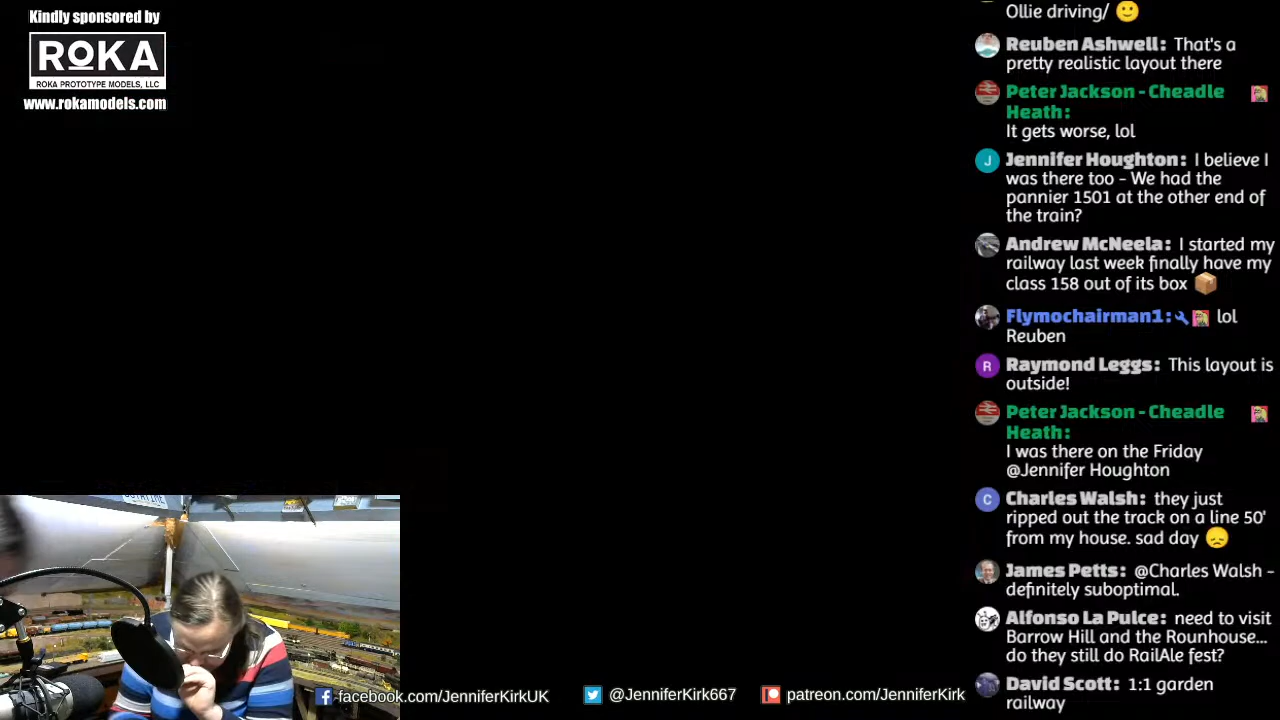 Kindly sponsored by
ROKA
ROKA PROTOTYPE MODELS, LLC
www.rokamodels.com
Ollie driving/ 🙂
Reuben Ashwell: That's a
pretty realistic layout there
Peter Jackson - Cheadle
Heath:
It gets worse, lol
J
Jennifer Houghton: I believe I
was there too - We had the
pannier 1501 at the other end of
the train?
Andrew McNeela: I started my
railway last week finally have my
class 158 out of its box 📦
Flymochairman1: lol
Reuben
R
Raymond Leggs: This layout is
outside!
Peter Jackson - Cheadle
Heath:
I was there on the Friday
@Jennifer Houghton
C
Charles Walsh: they just
ripped out the track on a line 50'
from my house. sad day 😞
James Petts: @Charles Walsh -
definitely suboptimal.
Alfonso La Pulce: need to visit
Barrow Hill and the Rounhouse...
do they still do RailAle fest?
David Scott: 1:1 garden
railway
facebook.com/JenniferKirkUK
@JenniferKirk667
patreon.com/JenniferKirk